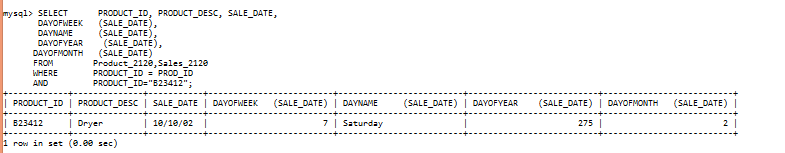 mysql> SELECT PRODUCT_ID, PRODUCT_DESC, SALE_DATE,
DAYOFWEEK (SALE_DATE),
DAYNAME (SALE_DATE),
DAYOFYEAR (SALE_DATE),
DAYOFMONTH (SALE_DATE)
FROM Product_2120,Sales_2120
WHERE PRODUCT_ID = PROD_ID
AND PRODUCT_ID="B23412";
| PRODUCT_ID | PRODUCT_DESC | SALE_DATE | DAYOFWEEK (SALE_DATE) | DAYNAME (SALE_DATE) | DAYOFYEAR (SALE_DATE) | DAYOFMONTH (SALE_DATE) |
| B23412 | Dryer | 10/10/02 | 7 | Saturday | 275 | 2 |
1 row in set (0.00 sec)